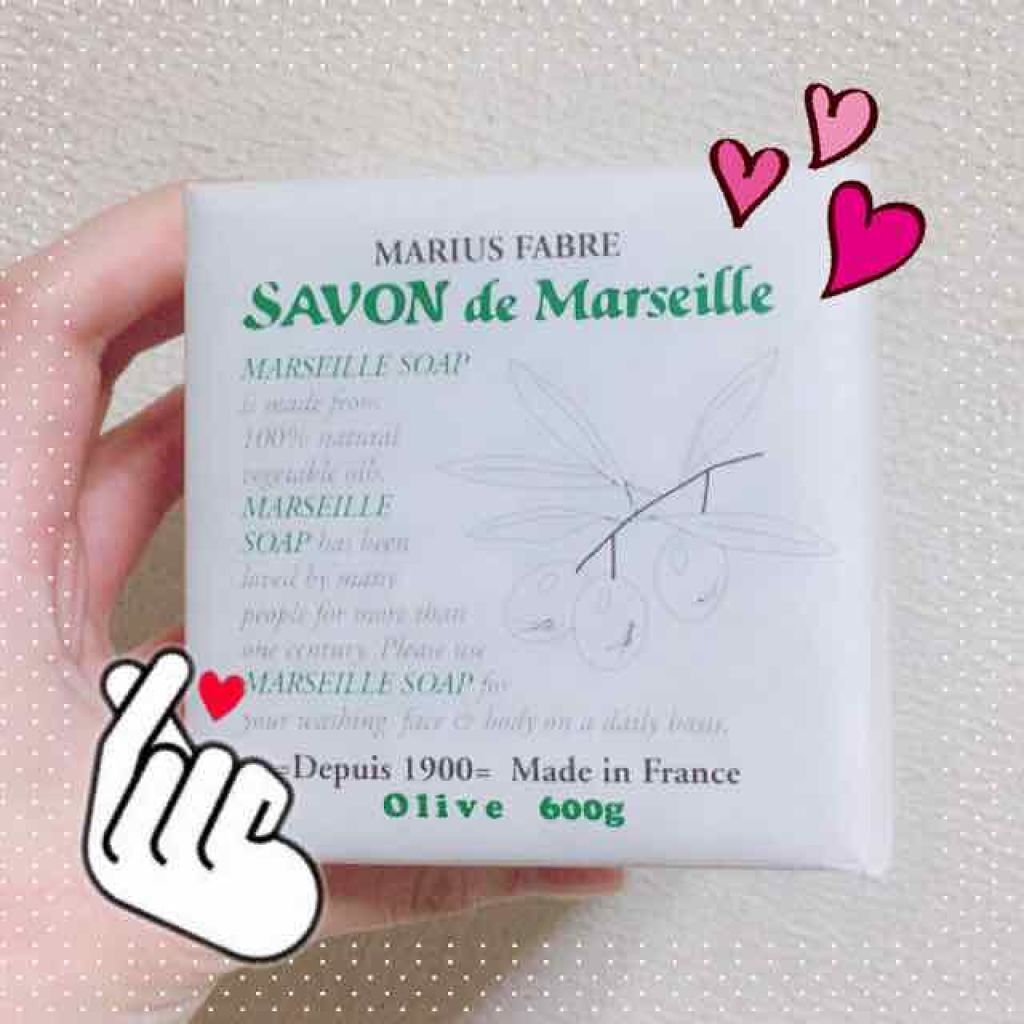 MARIUS FABRE
SAVON de Marseille
MARSEILLE SOAP
is made from
100% natural
vegetable oils.
MARSEILLE
SOAP has been
loved by many
people for more than
one century. Please use
MARSEILLE SOAP for
your washing face & body on a daily basis.
=Depuis 1900= Made in France
Olive 600g